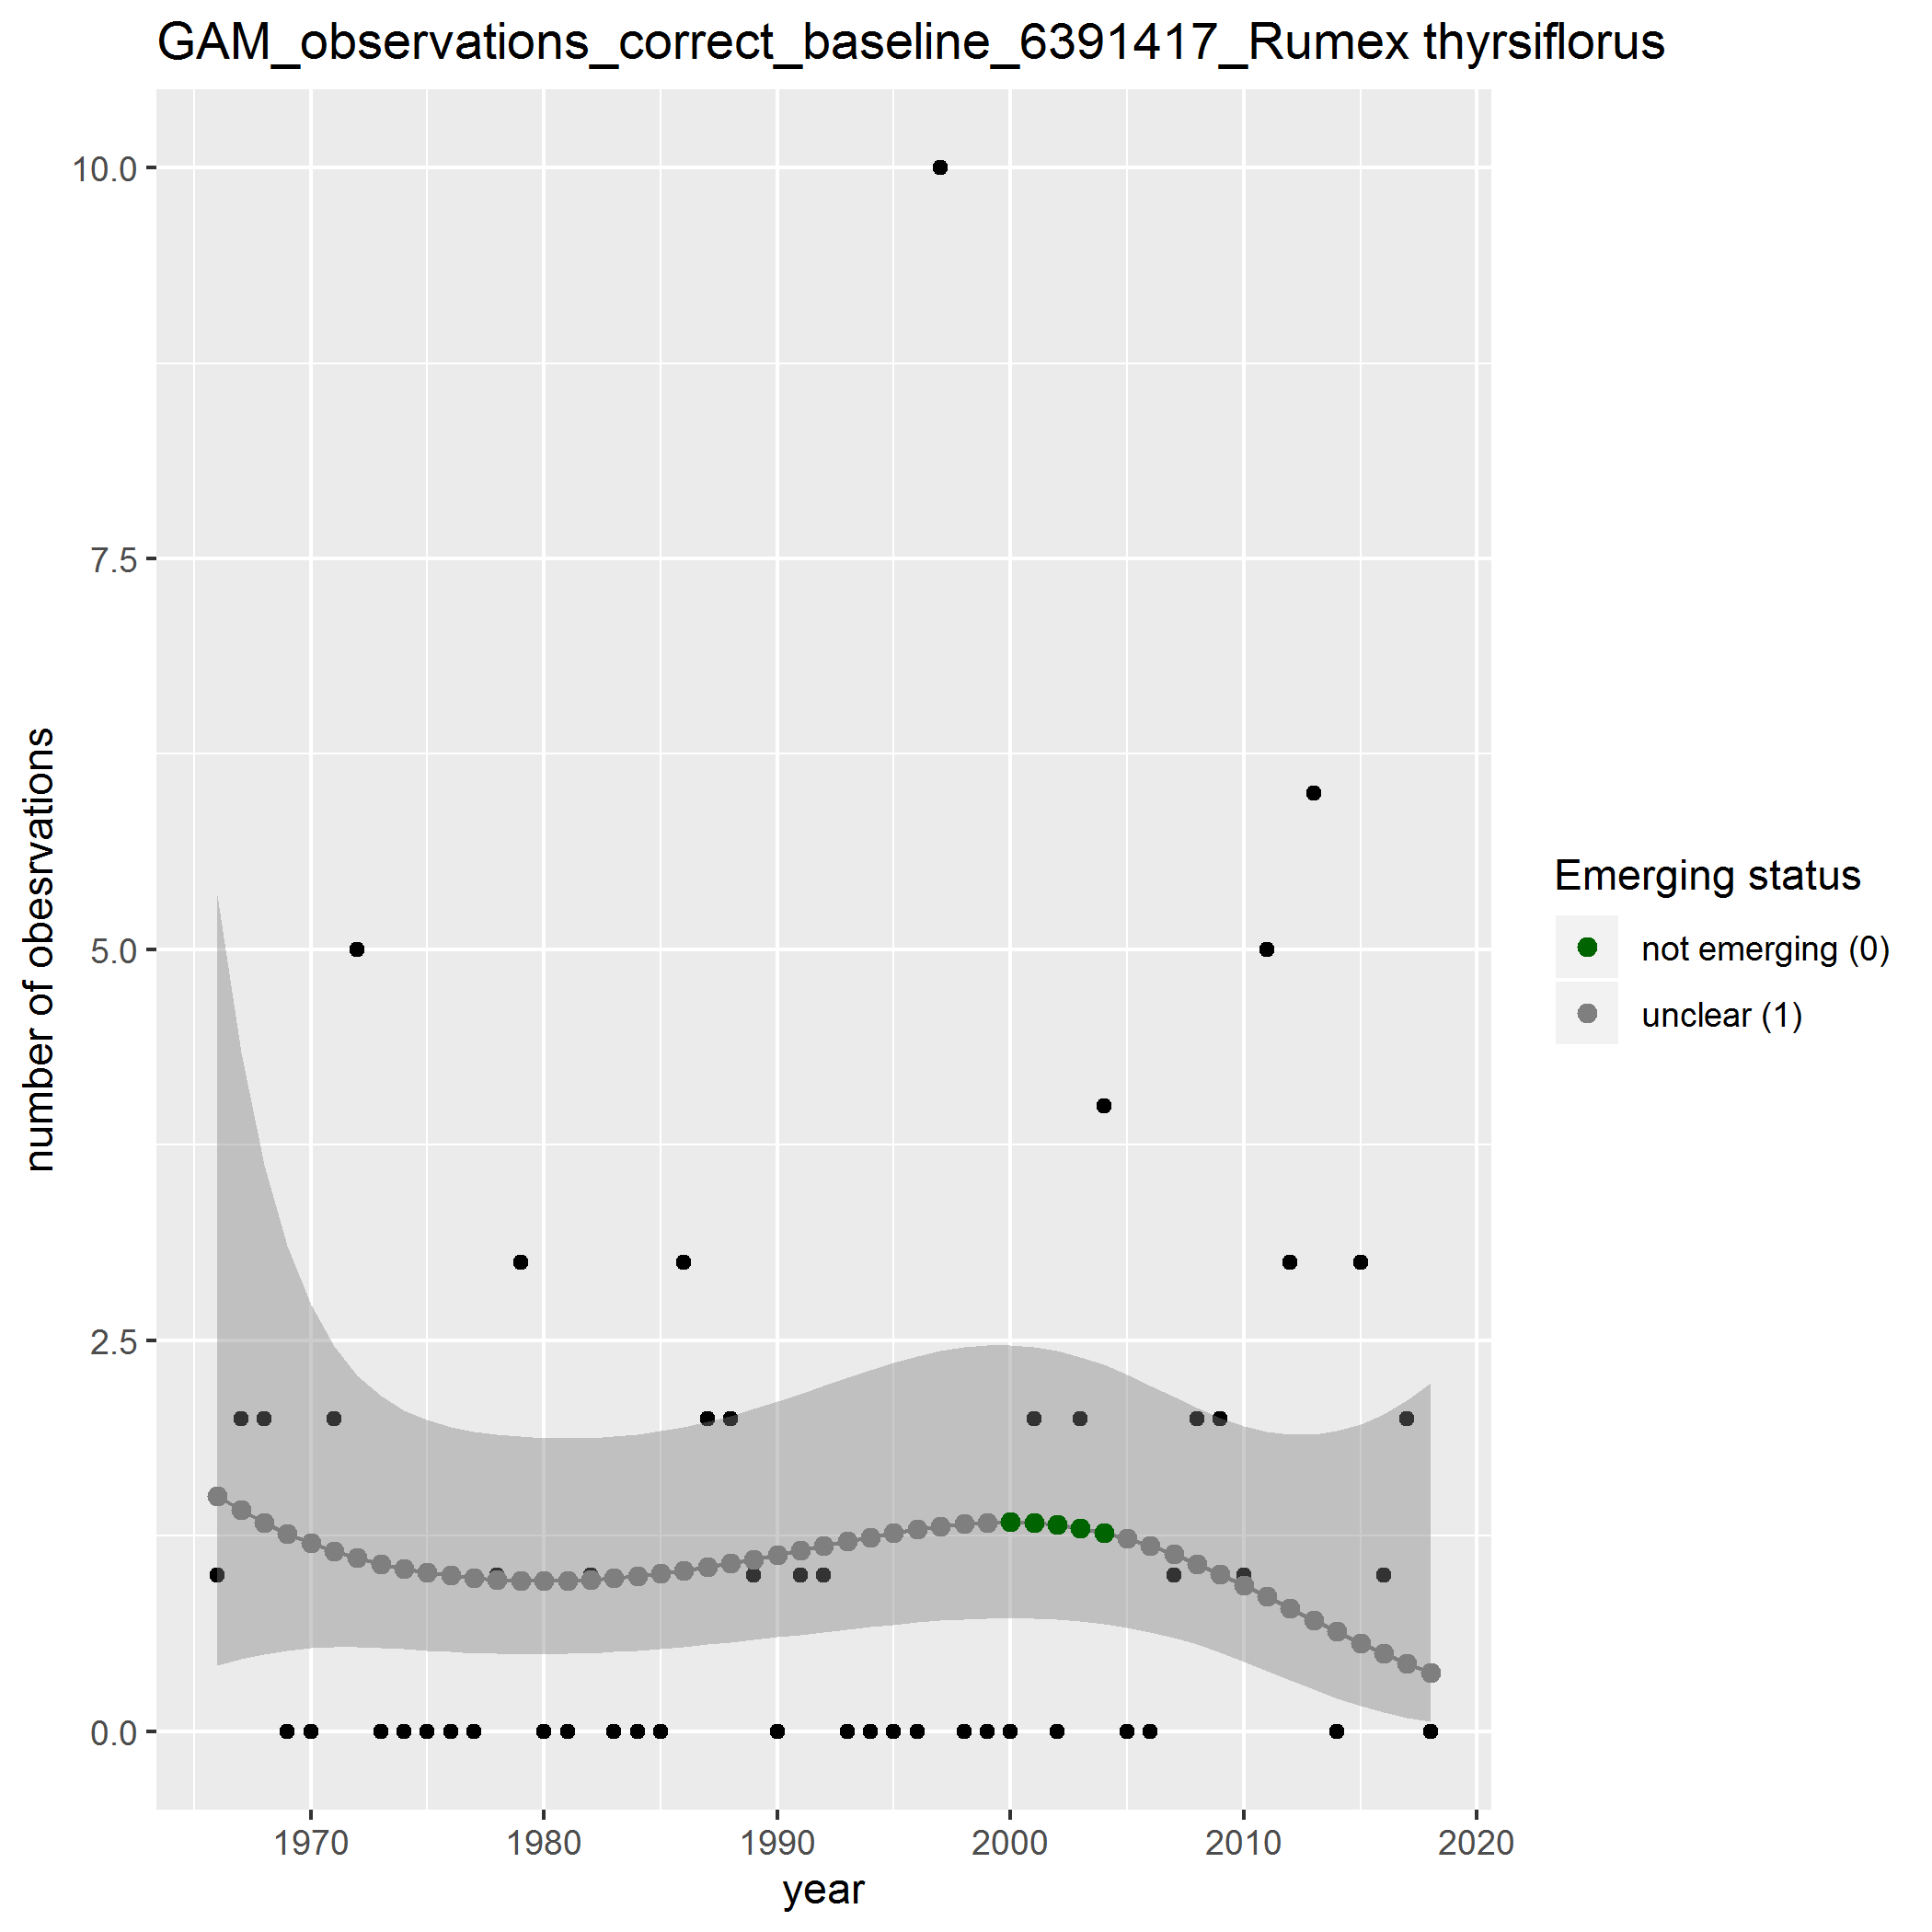 GAM_observations_correct_baseline_6391417_Rumex thyrsiflorus
10.0
7.5
5.0
2.5
0.0
number of obesrvations
1970
1980
1990
2000
2010
2020
year
Emerging status
not emerging (0)
unclear (1)